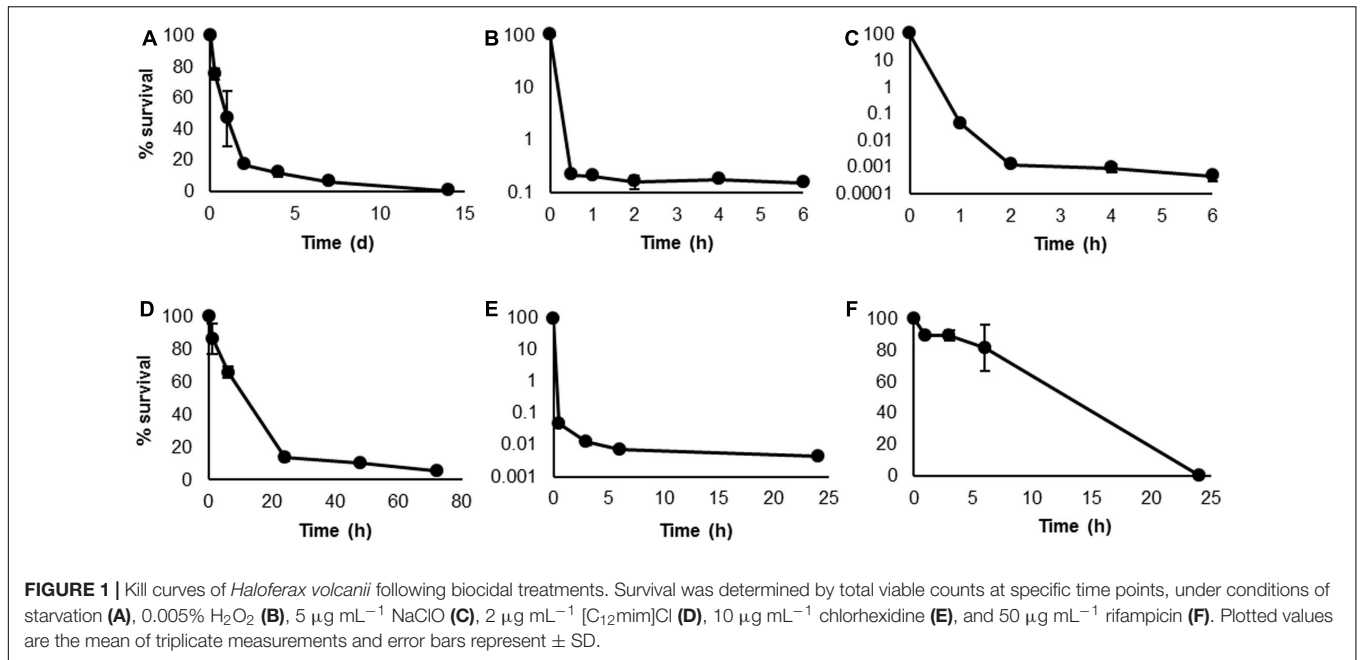 A
100
80
60
40
20
0
% survival
0 5 10 15
Time (d)
B
100
10
1
0.1
0 1 2 3 4 5 6
Time (h)
C
100
10
1
0.1
0.01
0.001
0.0001
0 1 2 4 6
Time (h)
D
100
80
60
40
20
0
% survival
0 20 40 60 80
Time (h)
E
100
10
1
0.1
0.01
0.001
0 5 10 15 20 25
Time (h)
F
100
80
60
40
20
0
0 5 10 15 20 25
Time (h)
FIGURE 1 | Kill curves of Haloferax volcanii following biocidal treatments. Survival was determined by total viable counts at specific time points, under conditions of
starvation (A), 0.005% H₂O₂ (B), 5 μg mL⁻¹ NaClO (C), 2 μg mL⁻¹ [C₁₂mim]Cl (D), 10 μg mL⁻¹ chlorhexidine (E), and 50 μg mL⁻¹ rifampicin (F). Plotted values
are the mean of triplicate measurements and error bars represent ± SD.